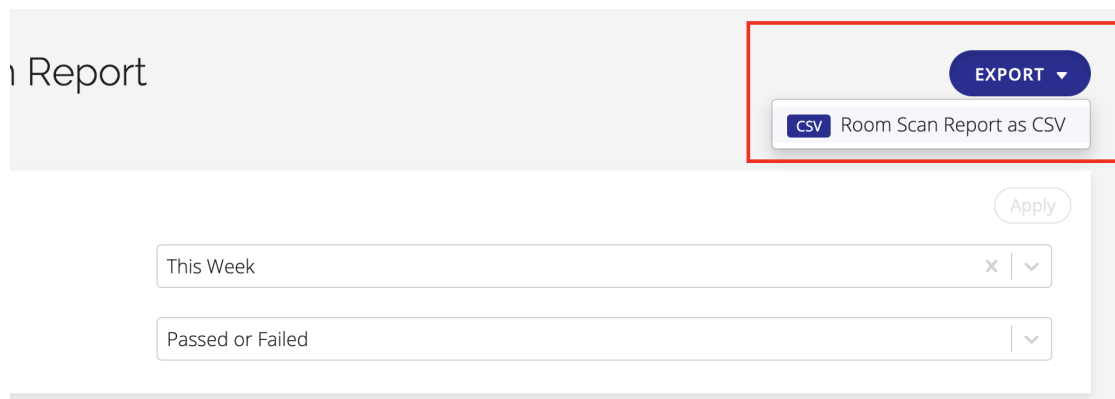 Report
EXPORT
CSV Room Scan Report as CSV
Apply
This Week
Passed or Failed